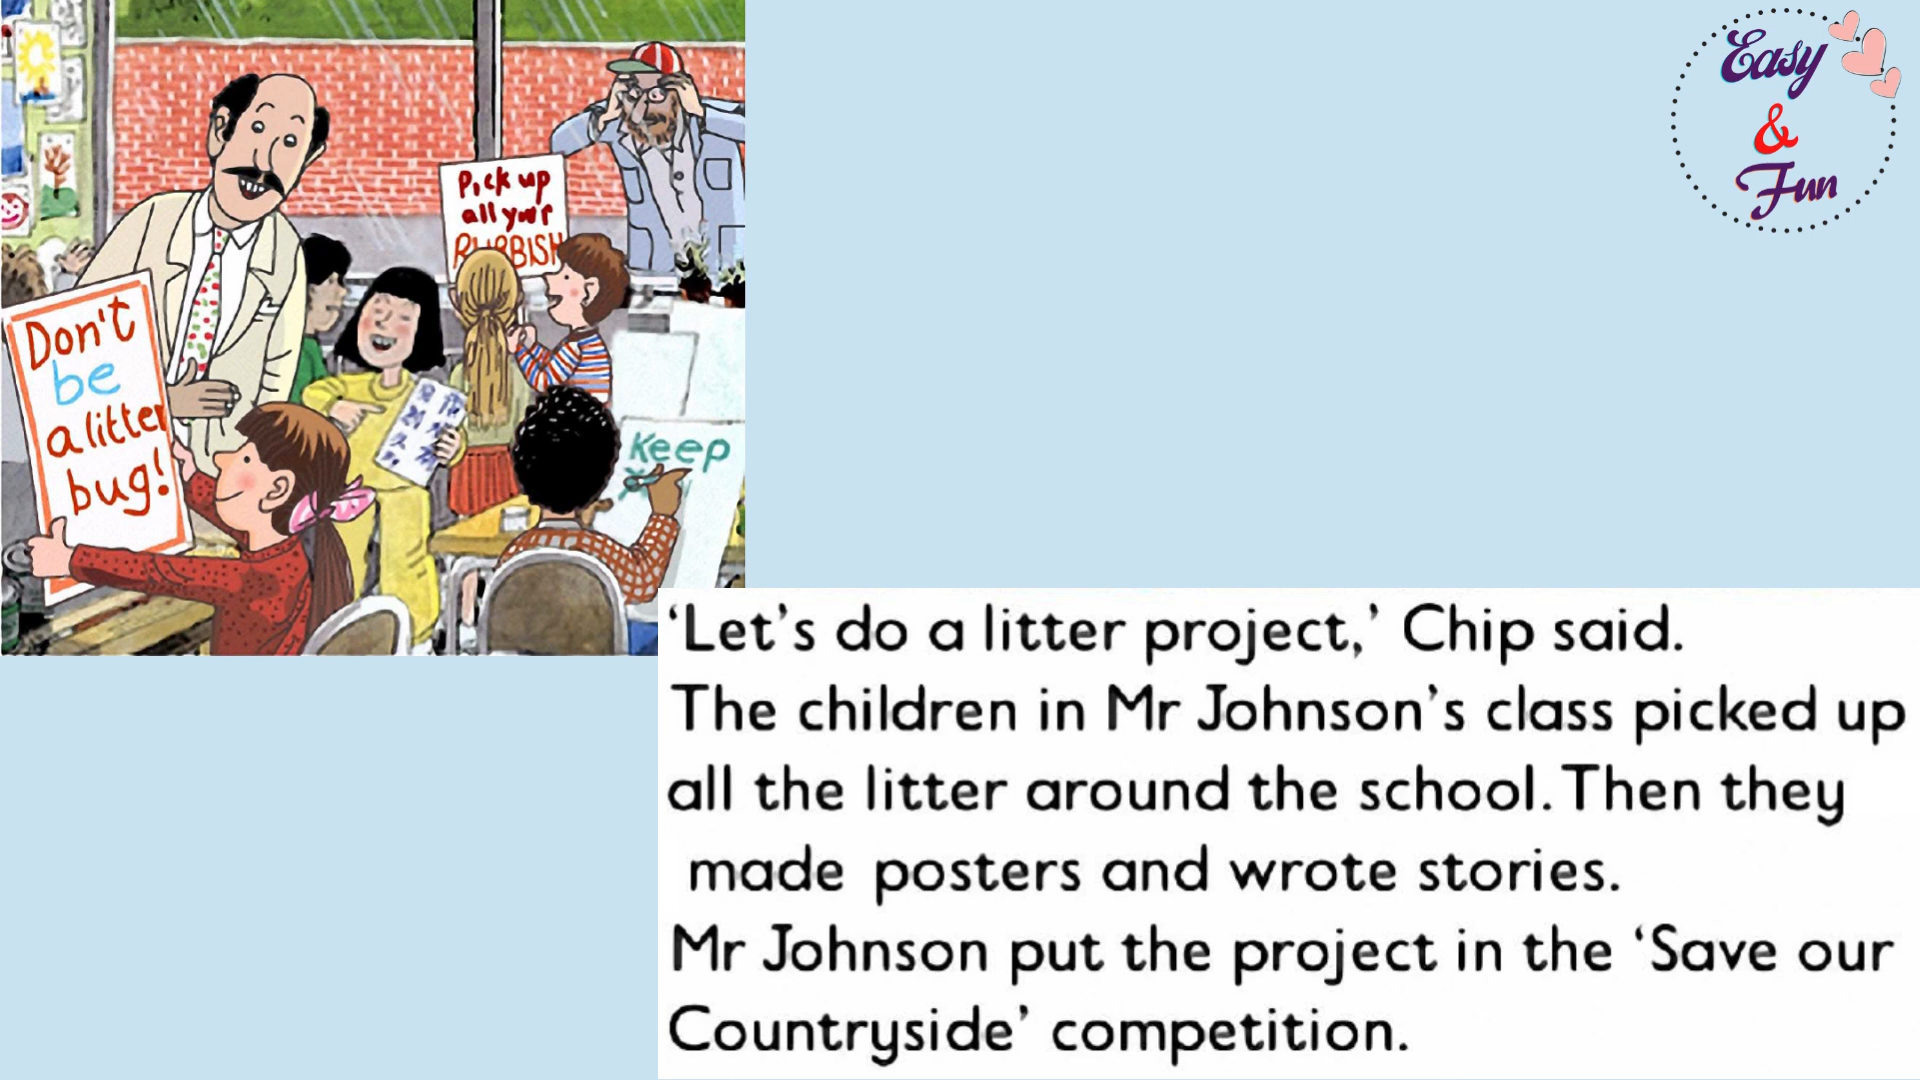 Easy
&
Fun
Pick up
all your
RUBBISH
Don't
be
a litter
bug!
Keep
‘Let’s do a litter project,’ Chip said.
The children in Mr Johnson’s class picked up
all the litter around the school. Then they
made posters and wrote stories.
Mr Johnson put the project in the ‘Save our
Countryside’ competition.